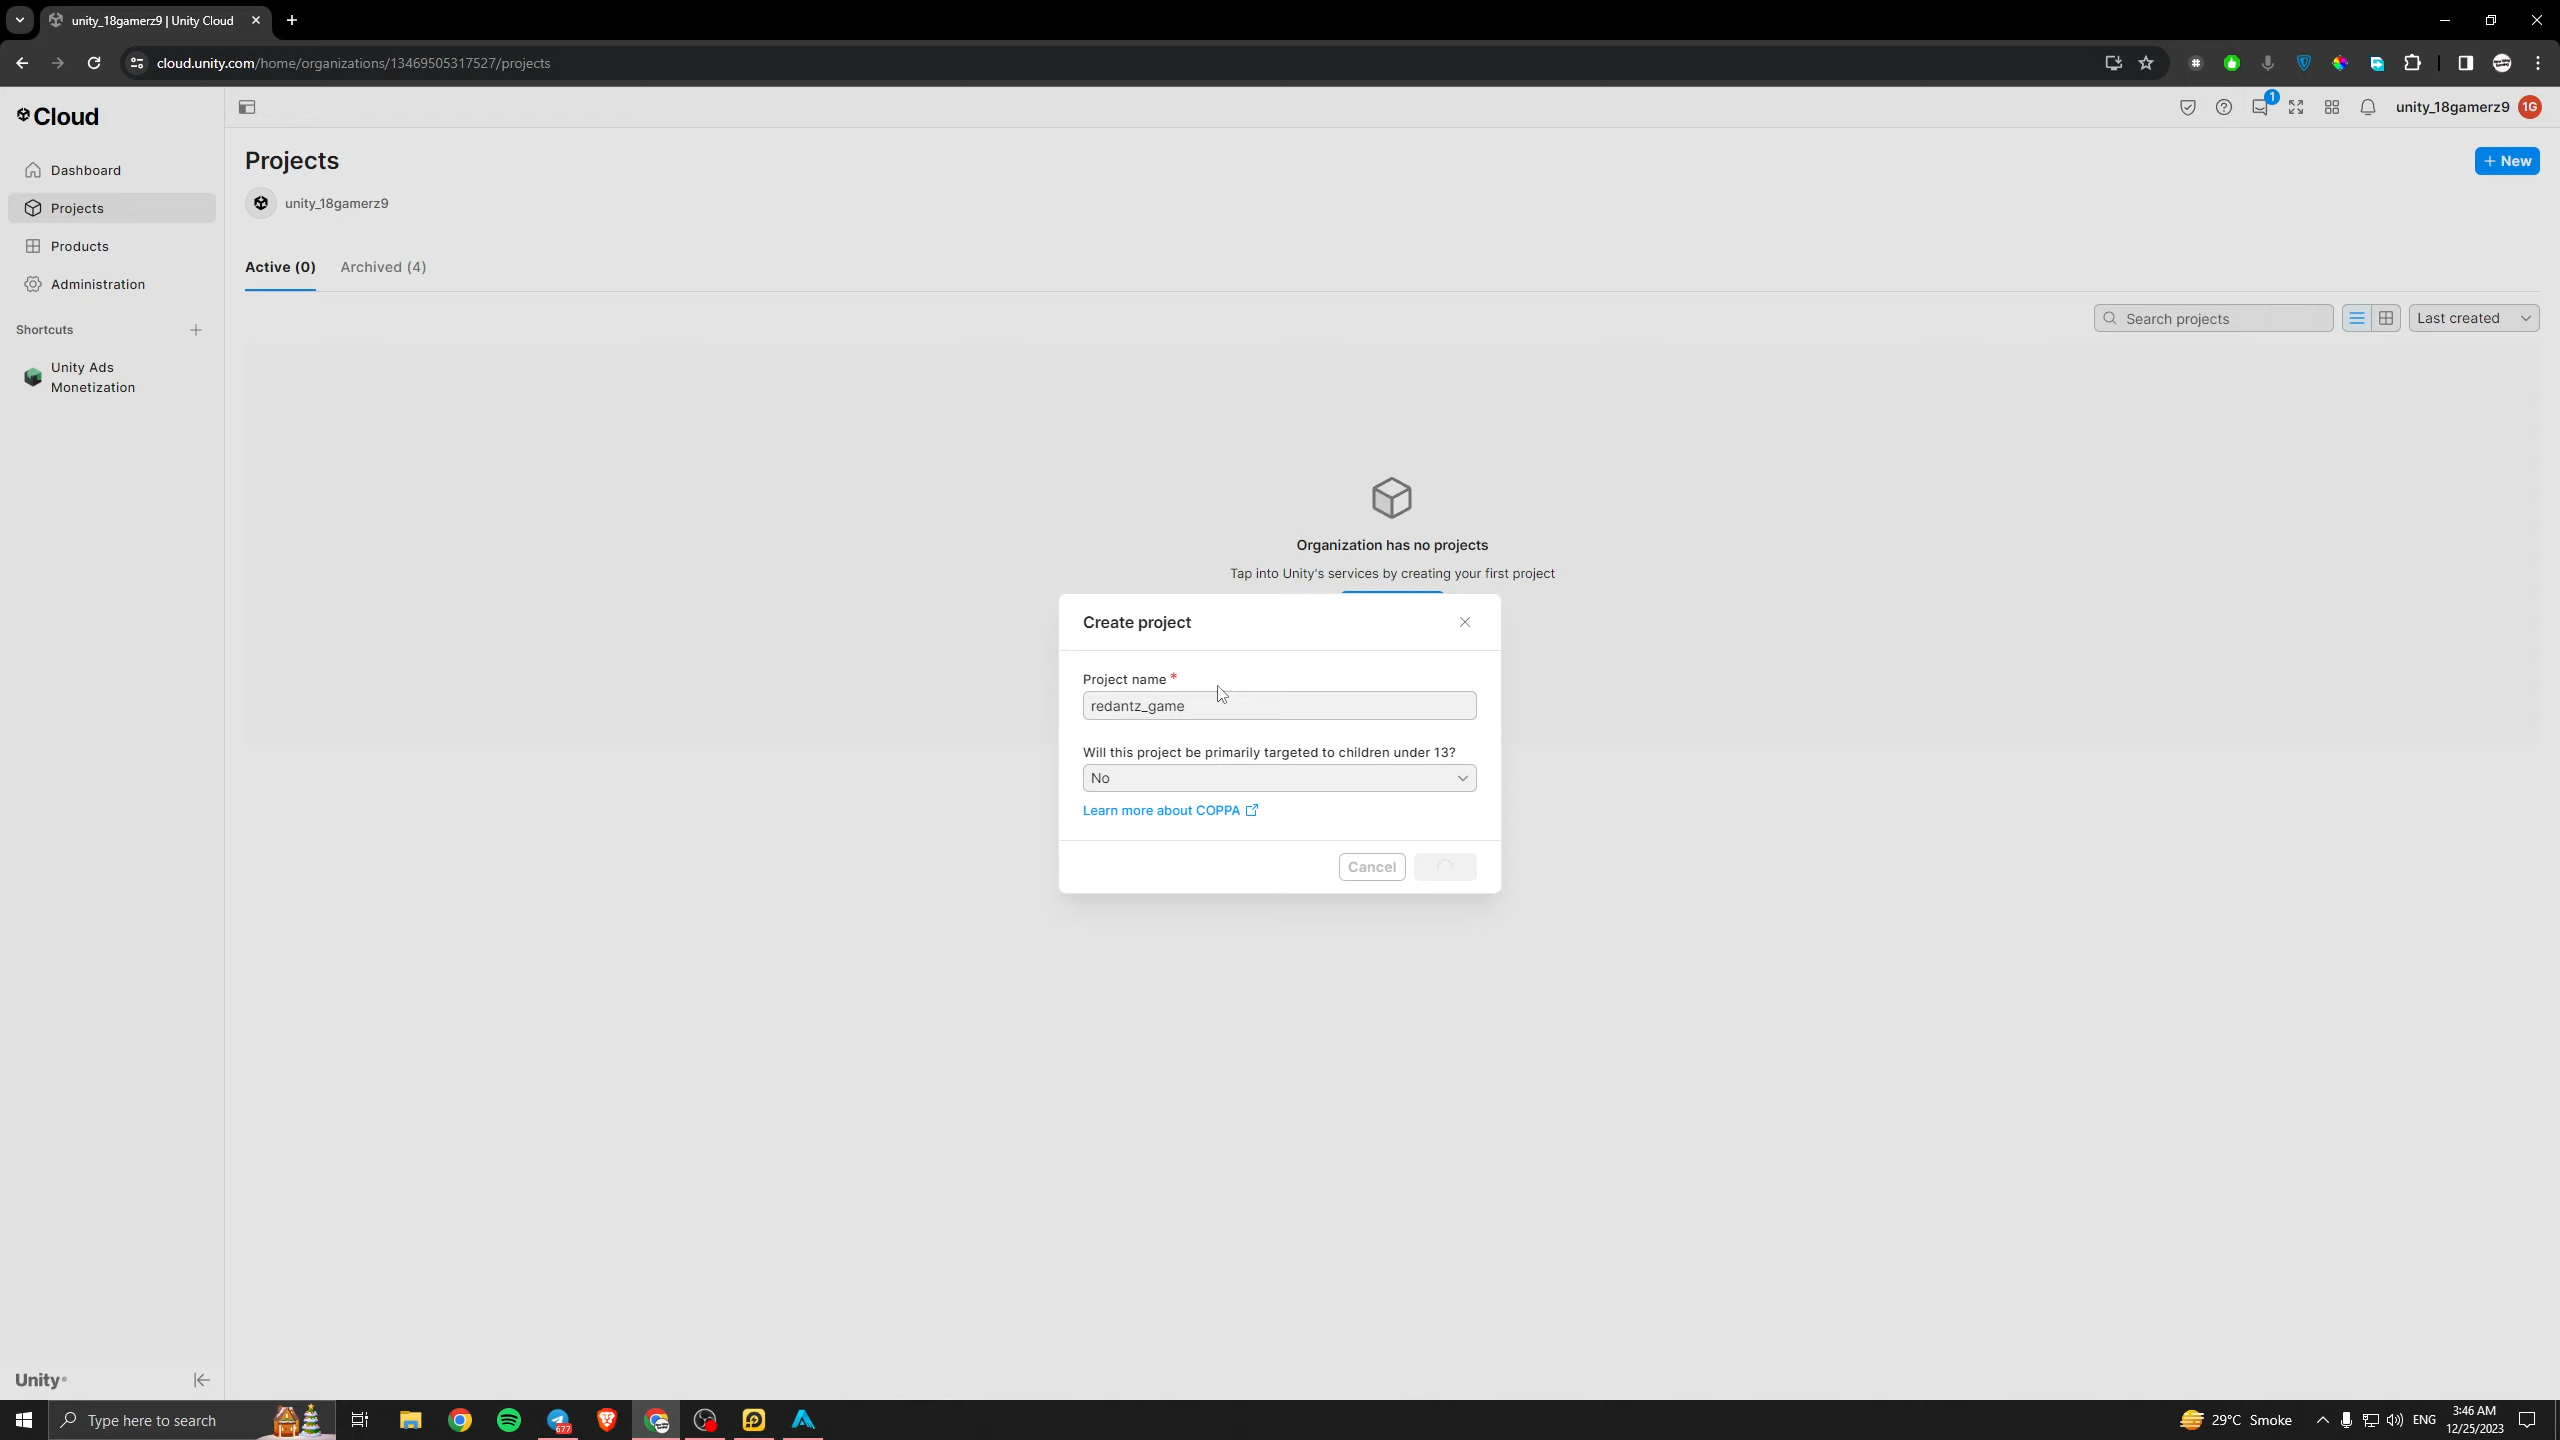 unity_18gamerz9 | Unity Cloud
cloud.unity.com/home/organizations/13469505317527/projects
Cloud
1
unity_18gamerz9
1G
Dashboard
Projects
Products
Administration
Shortcuts
Unity Ads
Monetization
Projects
+ New
unity_18gamerz9
Active (0)
Archived (4)
Search projects
Last created
Organization has no projects
Tap into Unity's services by creating your first project
Create project
Project name *
redantz_game
Will this project be primarily targeted to children under 13?
No
Learn more about COPPA
Cancel
Unity
Type here to search
677
29°C Smoke
ENG
3:46 AM
12/25/2023